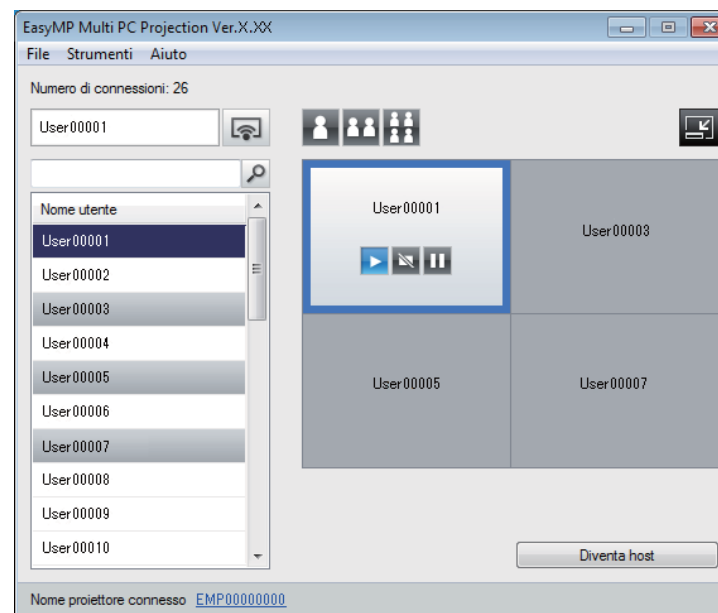 EasyMP Multi PC Projection Ver.X.XX
File Strumenti Aiuto
Numero di connessioni: 26
User00001
Nome utente
User00001
User00002
User00003
User00004
User00005
User00006
User00007
User00008
User00009
User00010
User00001
User00003
User00005
User00007
Diventa host
Nome proiettore connesso EMP00000000